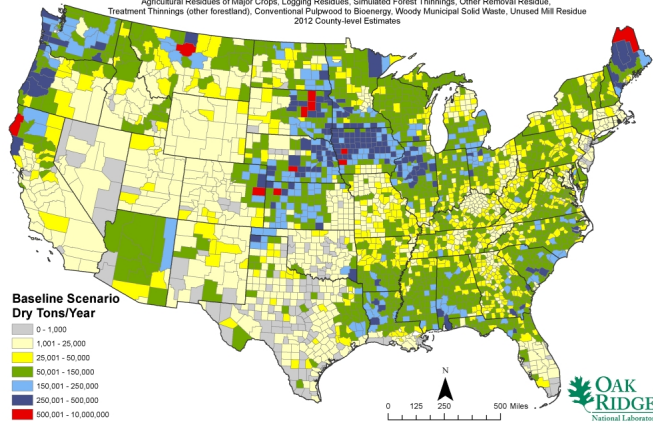 Agricultural Residues of Major Crops, Logging Residues, Simulated Forest Thinnings, Other Removal Residue,
Treatment Thinnings (other forestland), Conventional Pulpwood to Bioenergy, Woody Municipal Solid Waste, Unused Mill Residue
2012 County-level Estimates
Baseline Scenario
Dry Tons/Year
0 - 1,000
1,001 - 25,000
25,001 - 50,000
50,001 - 150,000
150,001 - 250,000
250,001 - 500,000
500,001 - 10,000,000
N
0 125 250 500 Miles
OAK
RIDGE
National Laborato